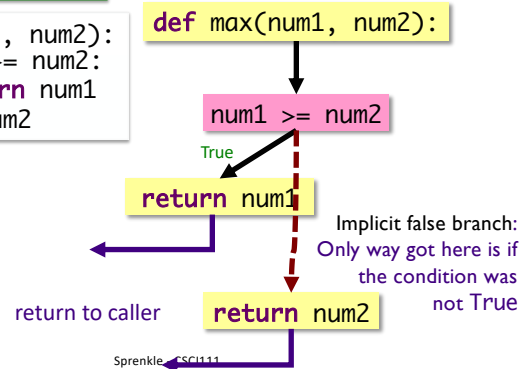 def max(num1, num2):
, num2):
= num2:
rn num1
num1 >= num2
True
return num1
Implicit false branch:
Only way got here is if
the condition was
not True
return to caller
return num2
Sprenkle CSCI111